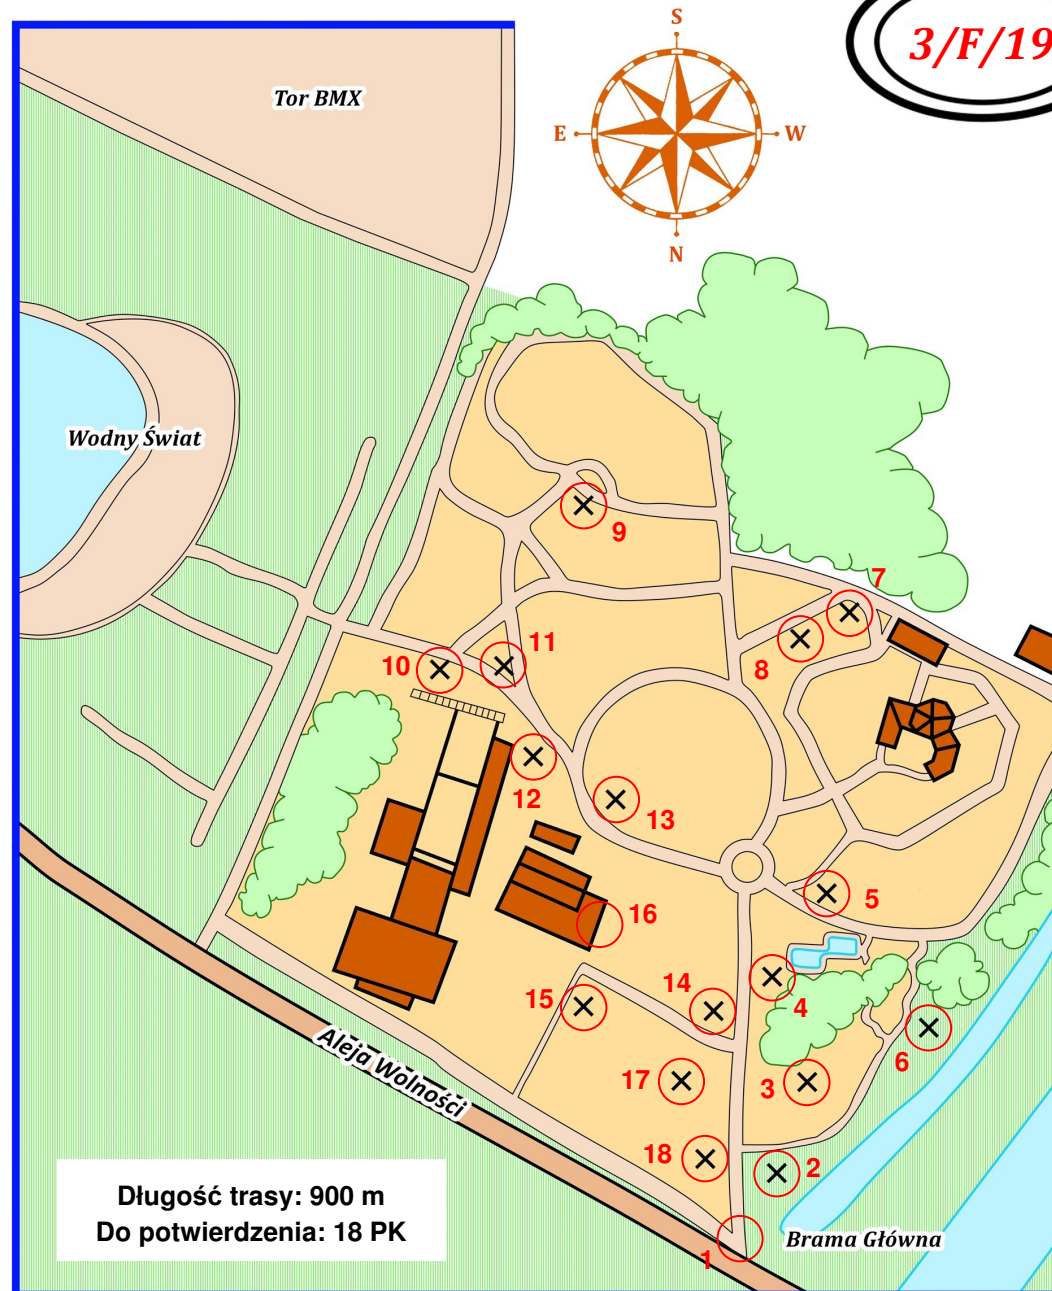 3/F/19
S
E
W
N
Tor BMX
Wodny Świat
7
9
8
11
10
12
13
5
16
15
14
4
6
17
3
18
2
1
Aleja Wolności
Brama Główna
Długość trasy: 900 m
Do potwierdzenia: 18 PK